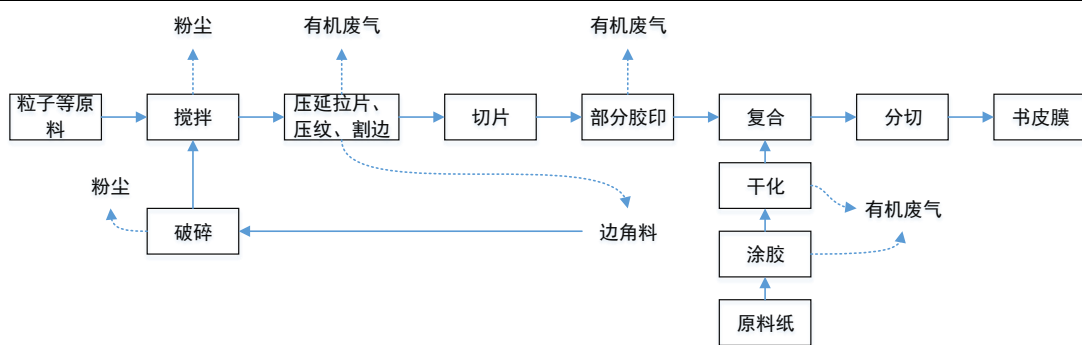 粉尘
有机废气
有机废气
粒子等原
料
搅拌
压延拉片、
压纹、割边
切片
部分胶印
复合
分切
书皮膜
干化
粉尘
有机废气
破碎
边角料
涂胶
原料纸